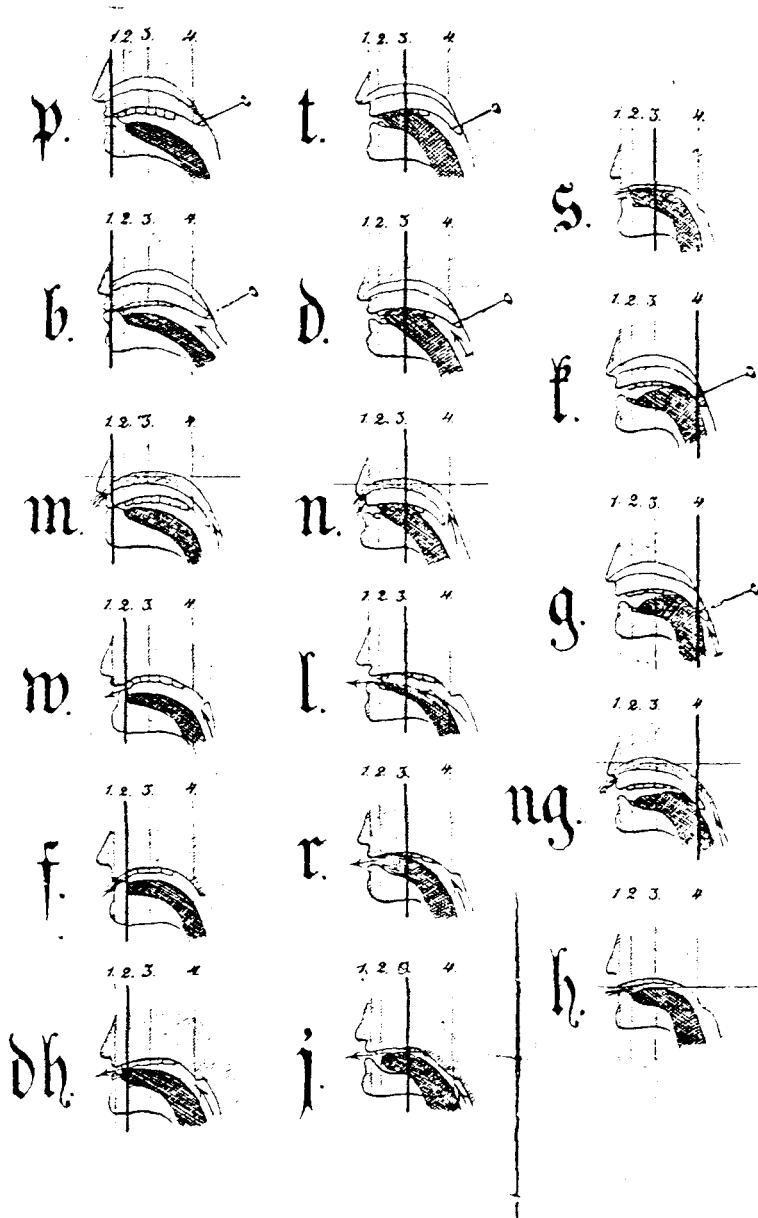 1. 2. 3. 4.
p.
1. 2. 3. 4.
b.
1. 2. 3. 4.
m.
1. 2. 3. 4.
w.
1. 2. 3. 4.
f.
1. 2. 3. 4.
dh.
1. 2. 3. 4.
t.
1. 2. 3 4.
d.
1. 2. 3. 4.
n.
1. 2. 3. 4.
l.
1. 2. 3. 4.
r.
1. 2. 4.
j.
1. 2. 3. 4.
s.
1. 2. 3. 4
k.
1. 2. 3. 4
g.
1. 2. 3. 4
ng.
1. 2 3. 4
h.